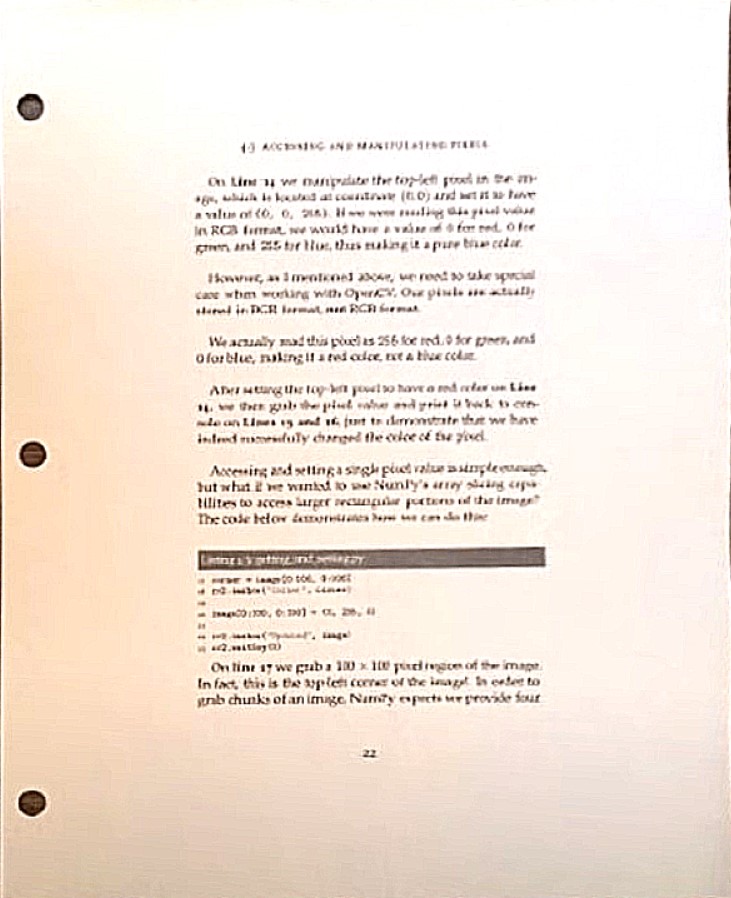 4.3 ACCESSING AND MANIPULATING PIXELS
On Line 14 we manipulate the top-left pixel in the im-
age, which is located at coordinate (0,0) and set it to have
a value of (0, 0, 255). If we were reading this pixel value
in RGB format, we would have a value of 0 for red, 0 for
green, and 255 for blue, thus making it a pure blue color.
However, as I mentioned above, we need to take special
care when working with OpenCV. Our pixels are actually
stored in BGR format, not RGB format.
We actually read this pixel as 255 for red, 0 for green, and
0 for blue, making it a red color, not a blue color.
After setting the top-left pixel to have a red color on Line
14, we then grab the pixel value and print it back to con-
sole on Lines 15 and 16, just to demonstrate that we have
indeed successfully changed the color of the pixel.
Accessing and setting a single pixel value is simple enough,
but what if we wanted to use NumPy's array slicing capa-
bilities to access larger rectangular portions of the image?
The code below demonstrates how we can do this:
getting_and_setting.py
17 corner = image[0:100, 0:100]
18 cv2.imshow("Corner", corner)
19
20 image[0:100, 0:100] = (0, 255, 0)
21
22 cv2.imshow("Updated", image)
23 cv2.waitKey(0)
On line 17 we grab a 100 × 100 pixel region of the image.
In fact, this is the top-left corner of the image! In order to
grab chunks of an image, NumPy expects we provide four
22